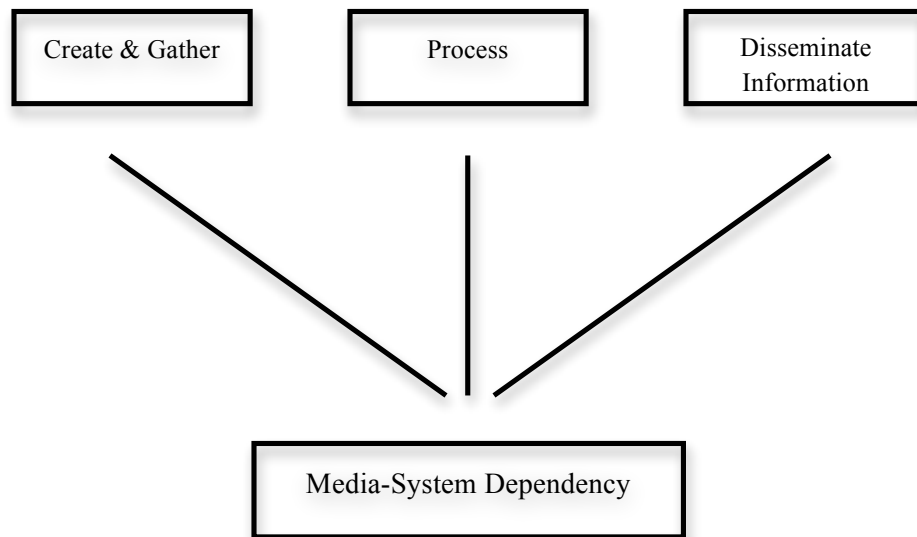 Create & Gather
Process
Disseminate
Information
Media-System Dependency